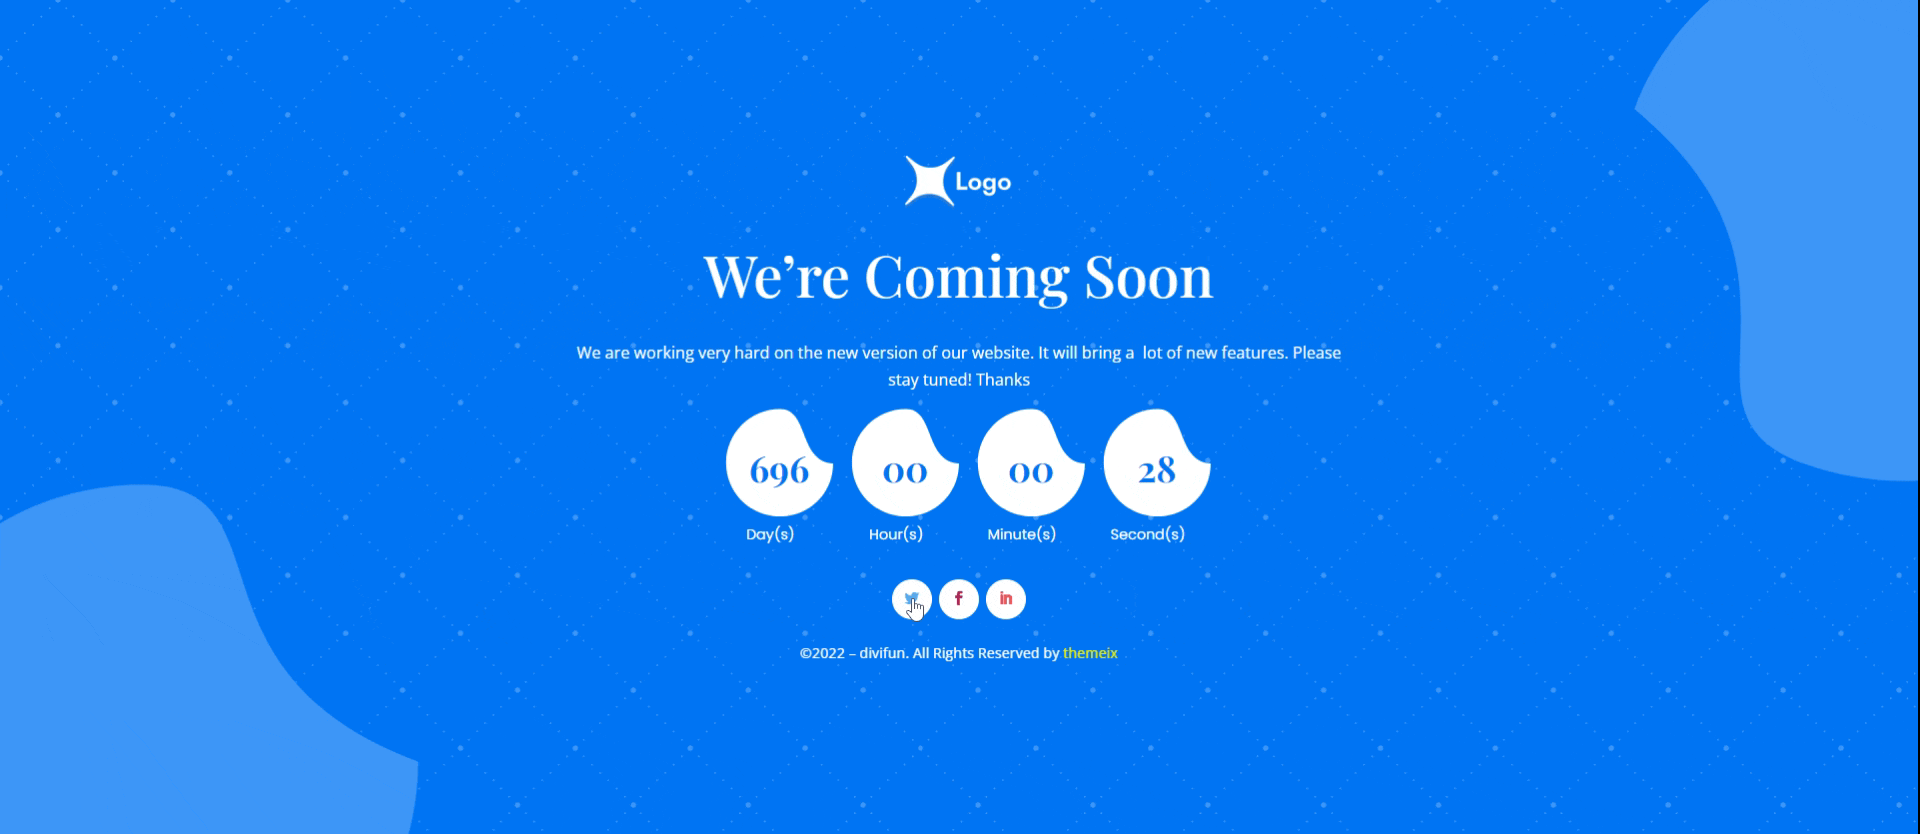 Logo
We’re Coming Soon
We are working very hard on the new version of our website. It will bring a  lot of new features. Please
stay tuned! Thanks
696 00 00 28
Day(s) Hour(s) Minute(s) Second(s)
f in
©2022 – divifun. All Rights Reserved by themeix